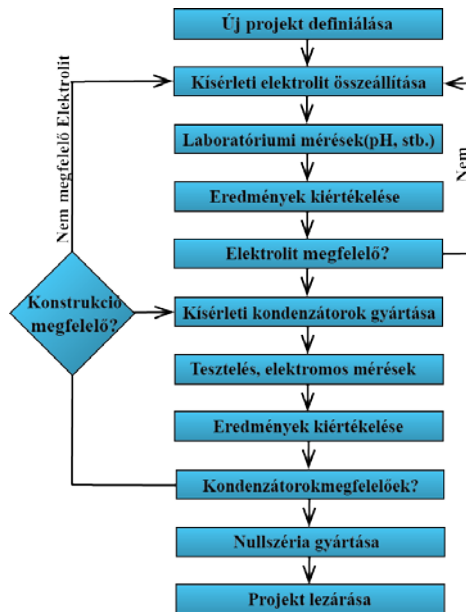 Új projekt definiálása
Kísérleti elektrolit összeállítása
Laboratóriumi mérések(pH, stb.)
Eredmények kiértékelése
Elektrolit megfelelő?
Nem
Nem megfelelő Elektrolit
Konstrukció
megfelelő?
Kísérleti kondenzátorok gyártása
Tesztelés, elektromos mérések
Eredmények kiértékelése
Kondenzátorokmegfelelőek?
Nullszéria gyártása
Projekt lezárása